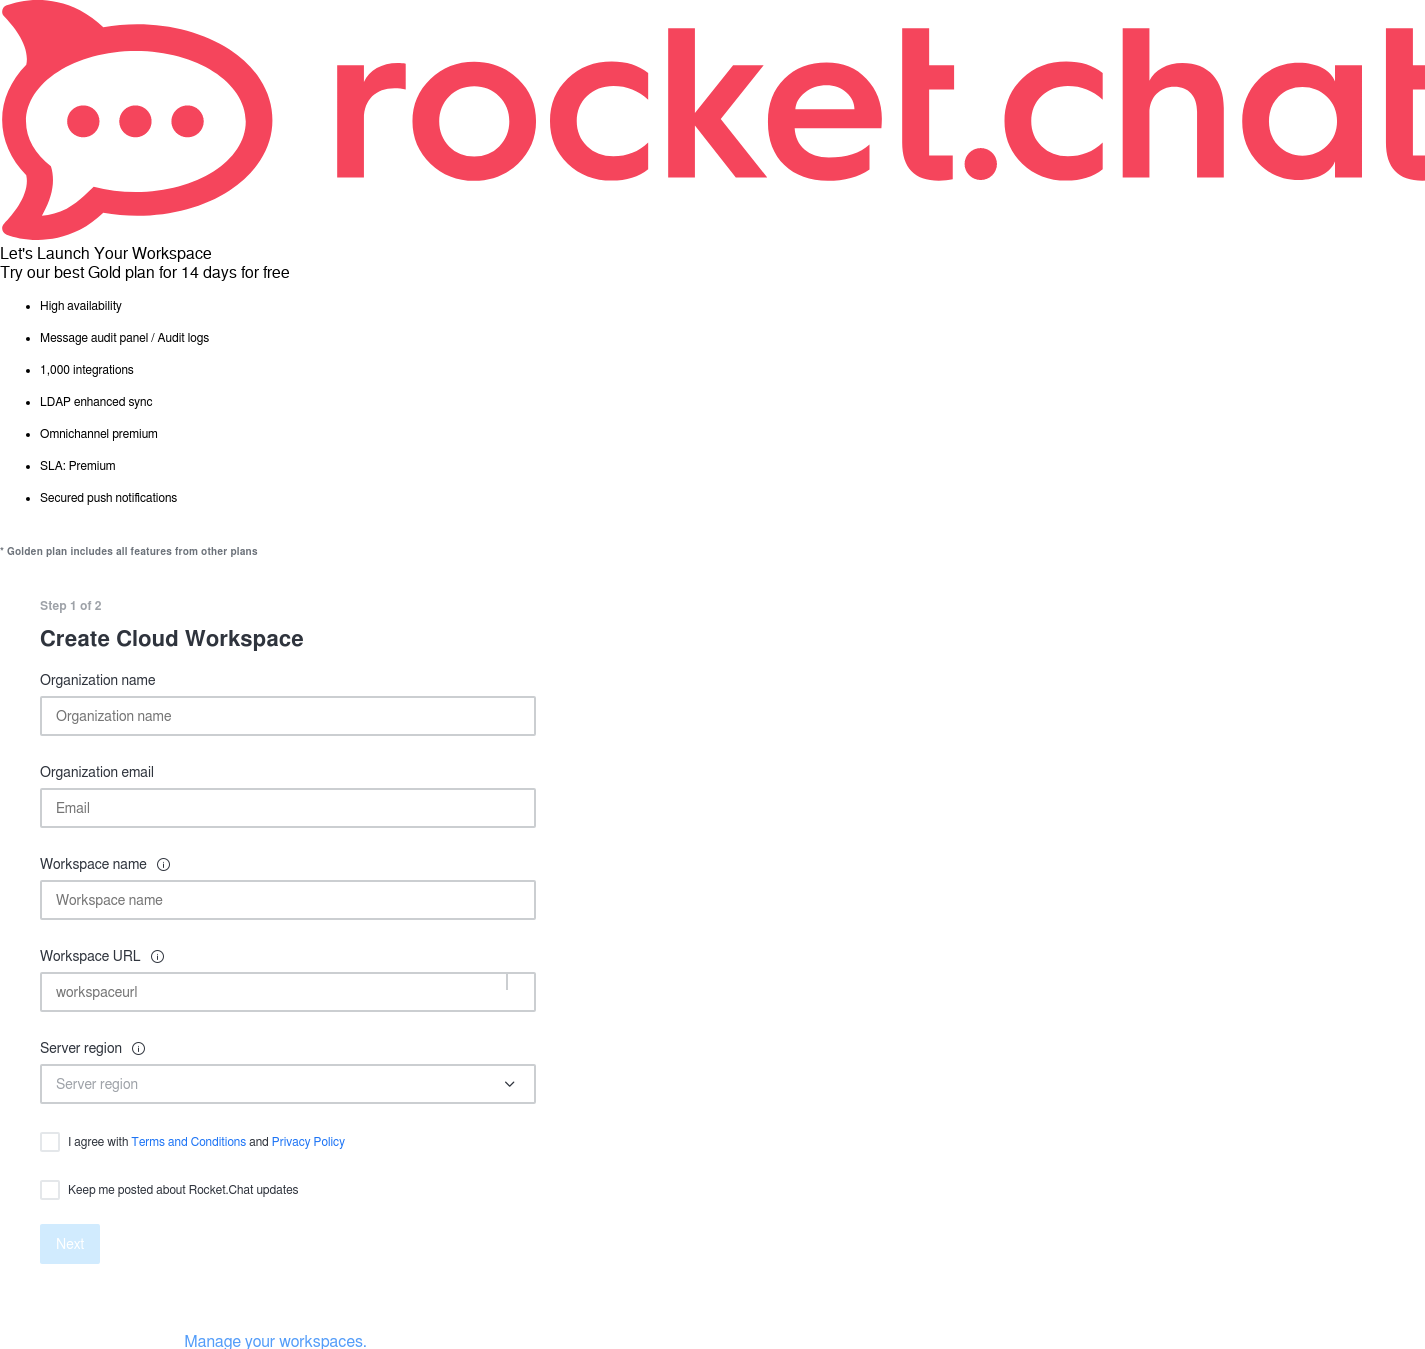 rocket.chat
Let's Launch Your Workspace
Try our best Gold plan for 14 days for free
High availability
Message audit panel / Audit logs
1,000 integrations
LDAP enhanced sync
Omnichannel premium
SLA: Premium
Secured push notifications
* Golden plan includes all features from other plans
Step 1 of 2
Create Cloud Workspace
Organization name
Organization name
Organization email
Email
Workspace name
Workspace name
Workspace URL
workspaceurl
Server region
Server region
I agree with Terms and Conditions and Privacy Policy
Keep me posted about Rocket.Chat updates
Next
Manage your workspaces.